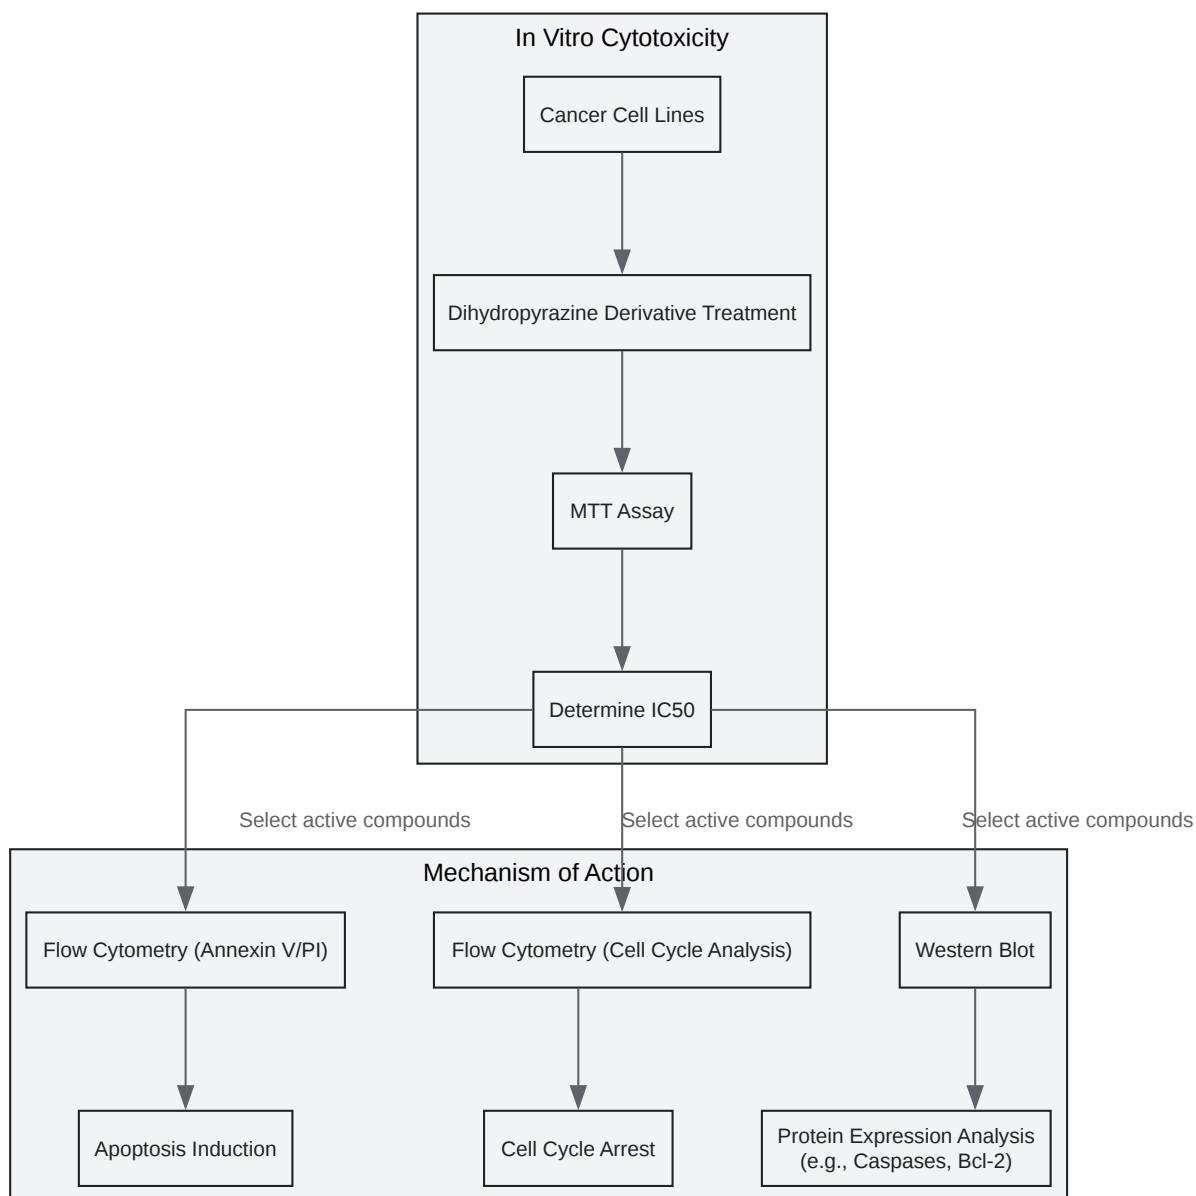 In Vitro Cytotoxicity
Cancer Cell Lines
Dihydropyrazine Derivative Treatment
MTT Assay
Determine IC50
Select active compounds
Select active compounds
Select active compounds
Mechanism of Action
Flow Cytometry (Annexin V/PI)
Flow Cytometry (Cell Cycle Analysis)
Western Blot
Apoptosis Induction
Cell Cycle Arrest
Protein Expression Analysis
(e.g., Caspases, Bcl-2)